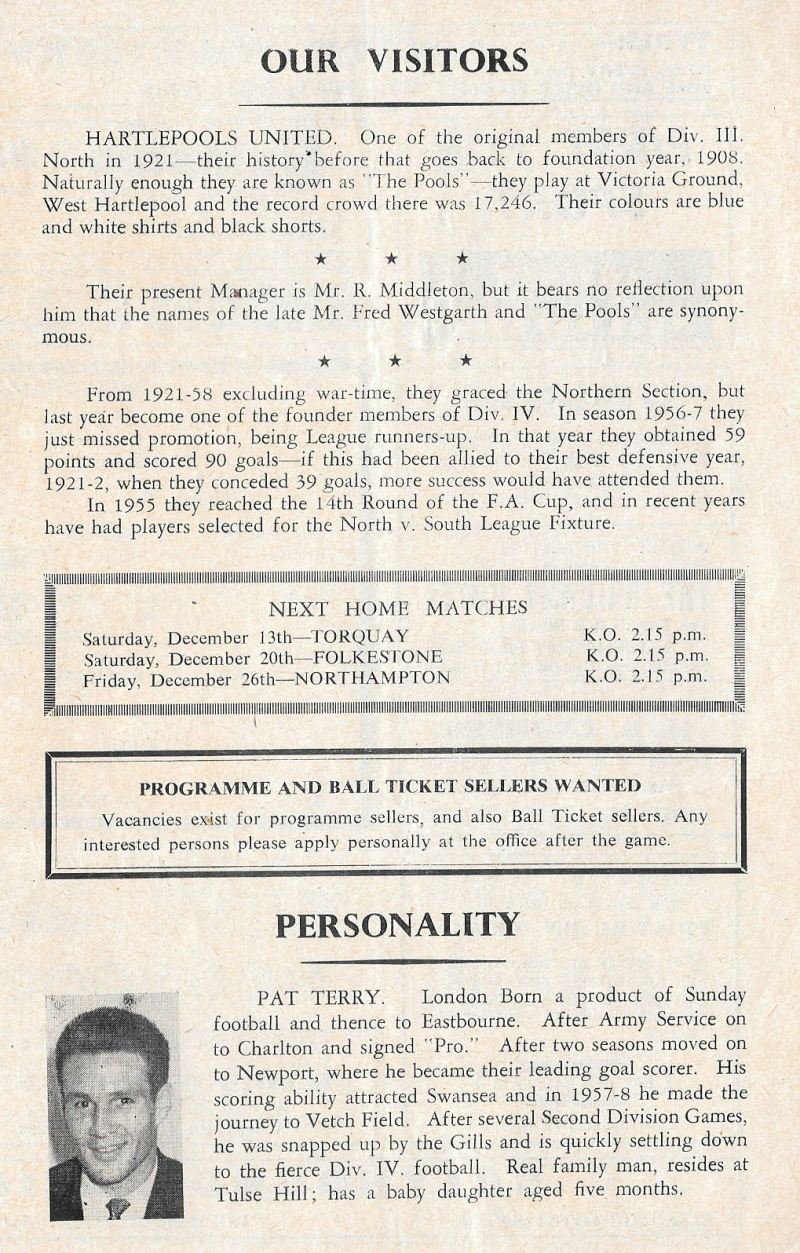 OUR VISITORS
HARTLEPOOLS UNITED. One of the original members of Div. III.
North in 1921—their history before that goes back to foundation year, 1908.
Naturally enough they are known as "The Pools"—they play at Victoria Ground,
West Hartlepool and the record crowd there was 17,246. Their colours are blue
and white shirts and black shorts.
★ ★ ★
Their present Manager is Mr. R. Middleton, but it bears no reflection upon
him that the names of the late Mr. Fred Westgarth and "The Pools" are synony-
mous.
★ ★ ★
From 1921-58 excluding war-time, they graced the Northern Section, but
last year become one of the founder members of Div. IV. In season 1956-7 they
just missed promotion, being League runners-up. In that year they obtained 59
points and scored 90 goals—if this had been allied to their best defensive year,
1921-2, when they conceded 39 goals, more success would have attended them.
In 1955 they reached the 14th Round of the F.A. Cup, and in recent years
have had players selected for the North v. South League Fixture.
NEXT HOME MATCHES
Saturday, December 13th—TORQUAY K.O. 2.15 p.m.
Saturday, December 20th—FOLKESTONE K.O. 2.15 p.m.
Friday, December 26th—NORTHAMPTON K.O. 2.15 p.m.
PROGRAMME AND BALL TICKET SELLERS WANTED
Vacancies exist for programme sellers, and also Ball Ticket sellers. Any
interested persons please apply personally at the office after the game.
PERSONALITY
PAT TERRY. London Born a product of Sunday
football and thence to Eastbourne. After Army Service on
to Charlton and signed "Pro." After two seasons moved on
to Newport, where he became their leading goal scorer. His
scoring ability attracted Swansea and in 1957-8 he made the
journey to Vetch Field. After several Second Division Games,
he was snapped up by the Gills and is quickly settling down
to the fierce Div. IV. football. Real family man, resides at
Tulse Hill; has a baby daughter aged five months.